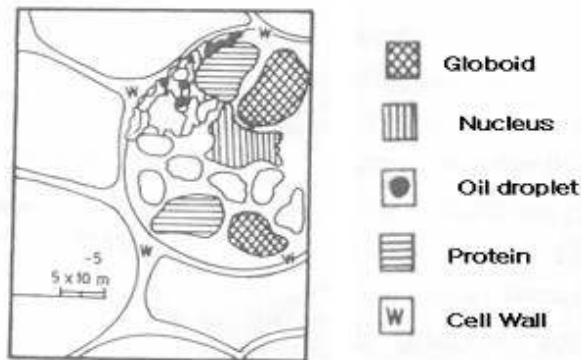 W
W
W
W
-5
5 x 10 m
Globoid
Nucleus
Oil droplet
Protein
W
Cell Wall